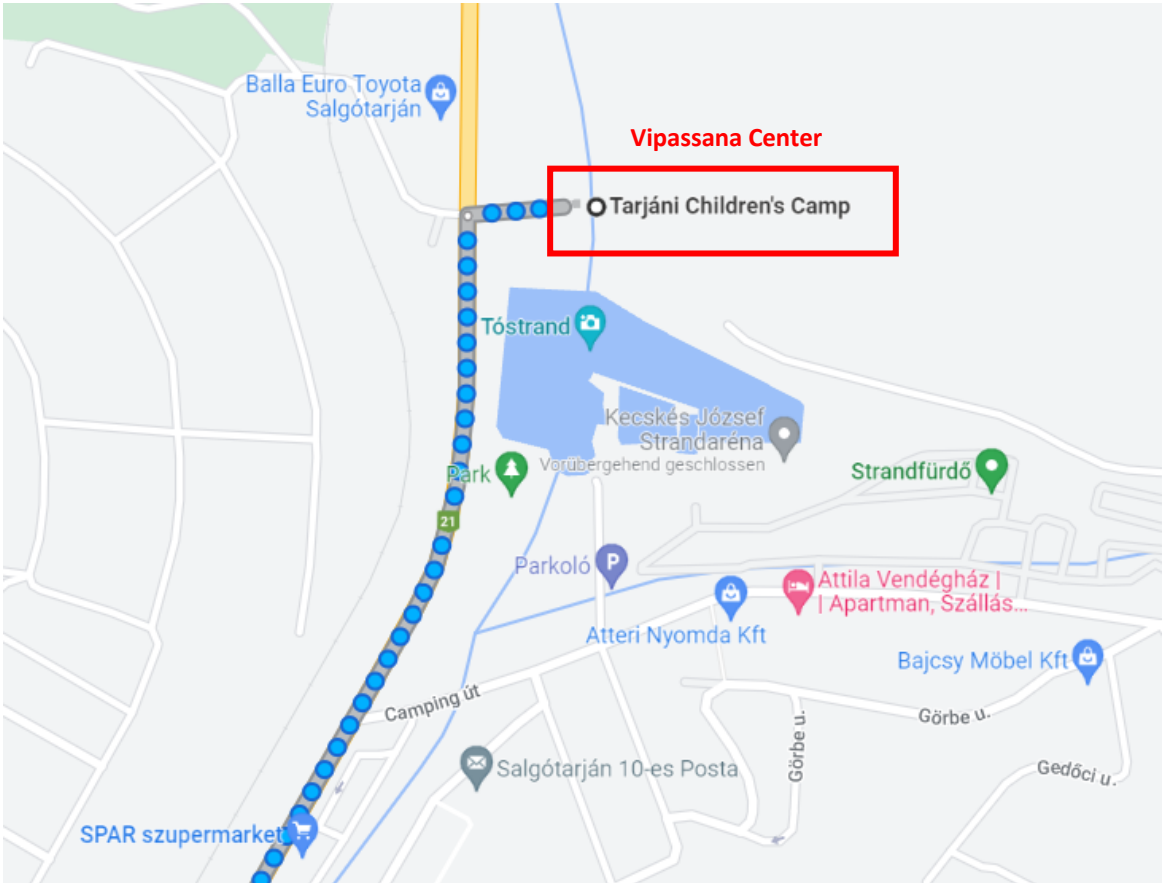 Balla Euro Toyota
Salgótarján
Vipassana Center
Tarjáni Children's Camp
Tóstrand
Kecskés József
Strandaréna
Vorübergehend geschlossen
Park
Strandfürdő
21
Parkoló
P
Attila Vendégház |
| Apartman, Szállás...
Atteri Nyomda Kft
Bajcsy Möbel Kft
Camping út
Görbe u.
Görbe u.
Gedőci u.
Salgótarján 10-es Posta
SPAR szupermarket